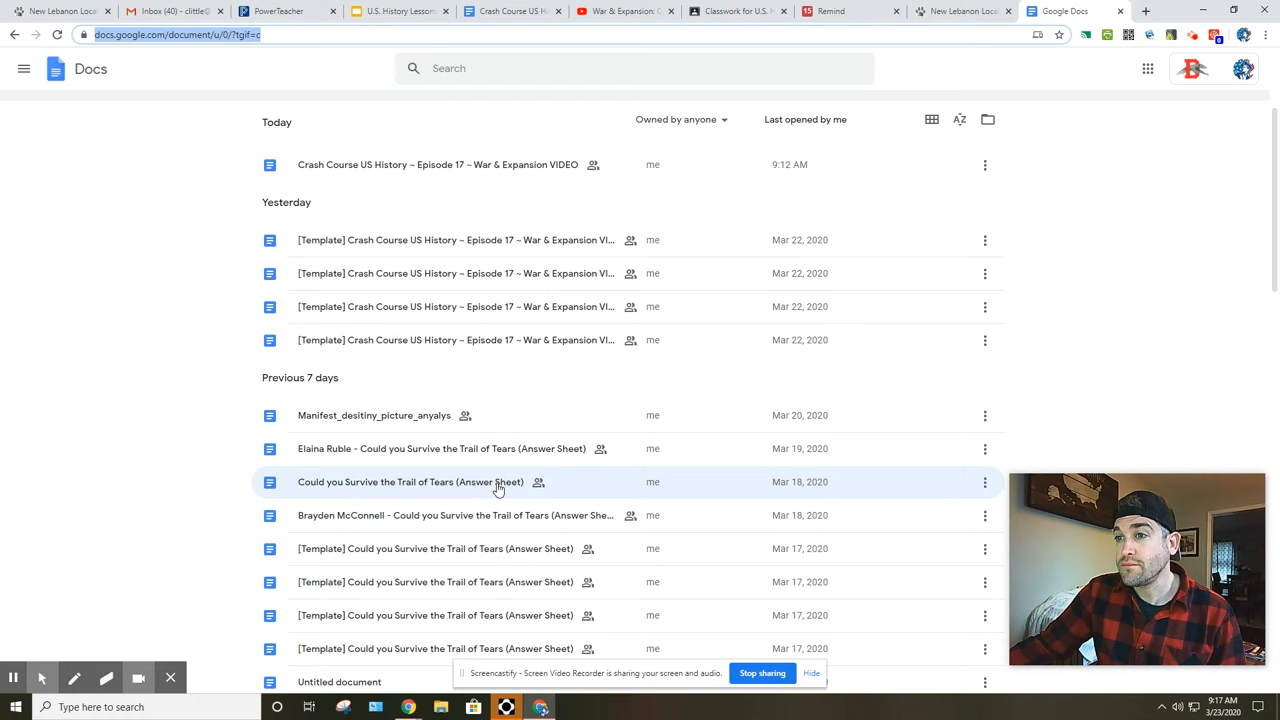 New Lebanon Local
Inbox (40) - clittle@
PowerTeacher
U.S. History Lesson
Crash Course US H
War & Expansion: C
Classwork for U.S. H
Remind
New Lebanon Local
Google Docs
docs.google.com/document/u/0/?tgif=c
Docs
Search
Today
Owned by anyone
Last opened by me
Crash Course US History ~ Episode 17 ~ War & Expansion VIDEO me 9:12 AM
Yesterday
[Template] Crash Course US History ~ Episode 17 ~ War & Expansion VI... me Mar 22, 2020
[Template] Crash Course US History ~ Episode 17 ~ War & Expansion VI... me Mar 22, 2020
[Template] Crash Course US History ~ Episode 17 ~ War & Expansion VI... me Mar 22, 2020
[Template] Crash Course US History ~ Episode 17 ~ War & Expansion VI... me Mar 22, 2020
Previous 7 days
Manifest_desitiny_picture_anyalys me Mar 20, 2020
Elaina Ruble - Could you Survive the Trail of Tears (Answer Sheet) me Mar 19, 2020
Could you Survive the Trail of Tears (Answer Sheet) me Mar 18, 2020
Brayden McConnell - Could you Survive the Trail of Tears (Answer She... me Mar 18, 2020
[Template] Could you Survive the Trail of Tears (Answer Sheet) me Mar 17, 2020
[Template] Could you Survive the Trail of Tears (Answer Sheet) me Mar 17, 2020
[Template] Could you Survive the Trail of Tears (Answer Sheet) me Mar 17, 2020
[Template] Could you Survive the Trail of Tears (Answer Sheet) me Mar 17, 2020
Untitled document
Screencastify - Screen Video Recorder is sharing your screen and audio.
Stop sharing
Hide
Type here to search
9:17 AM
3/23/2020